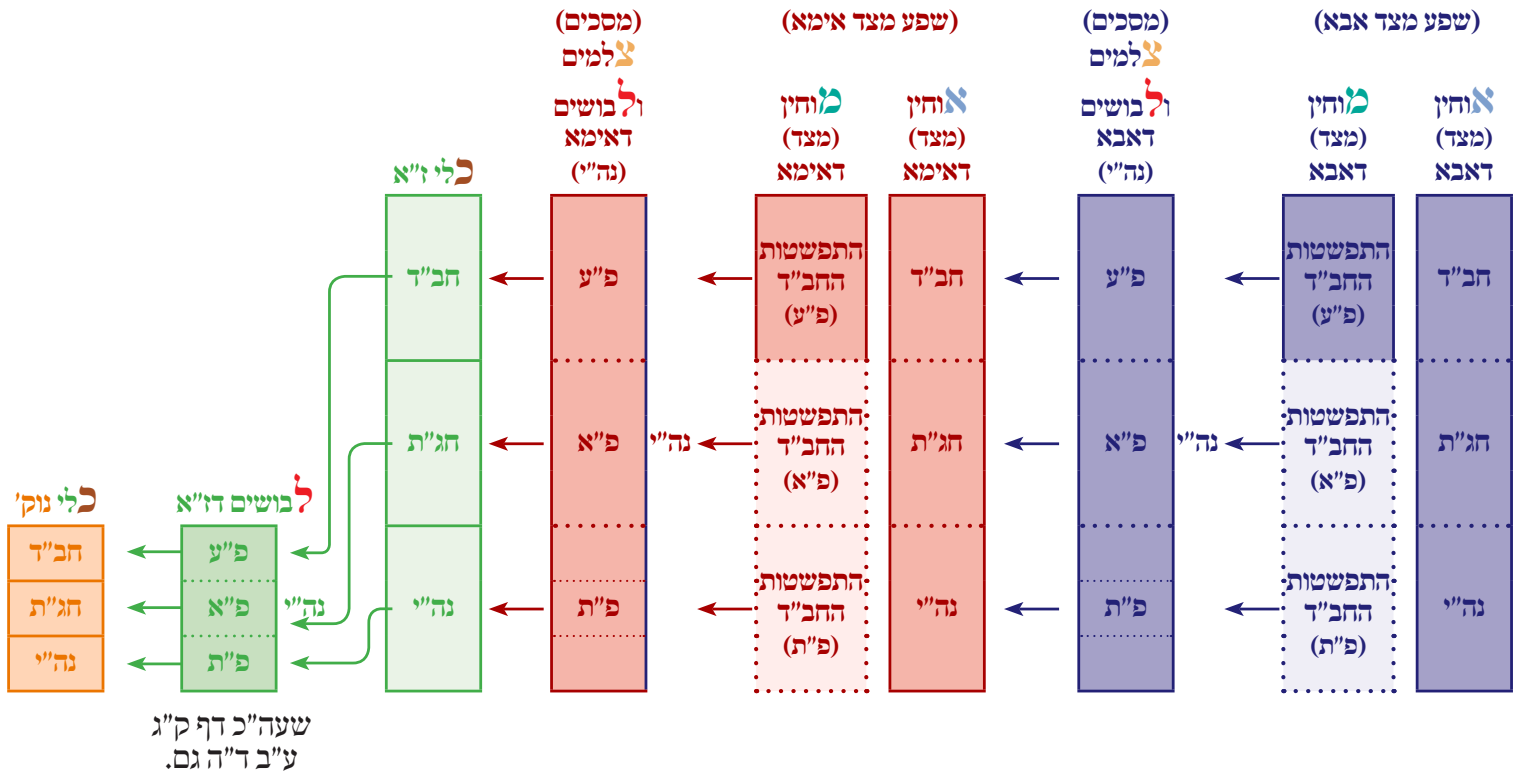 (שפע מצד אבא)
אוחין
(מצד)
דאבא
חב"ד
חג"ת
נה"י
מוחין
(מצד)
דאבא
התפשטות
החב"ד
(פ"ע)
התפשטות
החב"ד
(פ"א)
התפשטות
החב"ד
(פ"ת)
(מסכים)
צלמים
ולבושים
דאבא
(נה"י)
נה"י
פ"ע
פ"א
פ"ת
(שפע מצד אימא)
אוחין
(מצד)
דאימא
חב"ד
חג"ת
נה"י
מוחין
(מצד)
דאימא
התפשטות
החב"ד
(פ"ע)
התפשטות
החב"ד
(פ"א)
התפשטות
החב"ד
(פ"ת)
(מסכים)
צלמים
ולבושים
דאימא
(נה"י)
נה"י
פ"ע
פ"א
פ"ת
כלי ז"א
חב"ד
חג"ת
נה"י
לבושים דז"א
נה"י
פ"ע
פ"א
פ"ת
כלי נוק'
חב"ד
חג"ת
נה"י
שעה"כ דף ק"ג
ע"ב ד"ה גם.